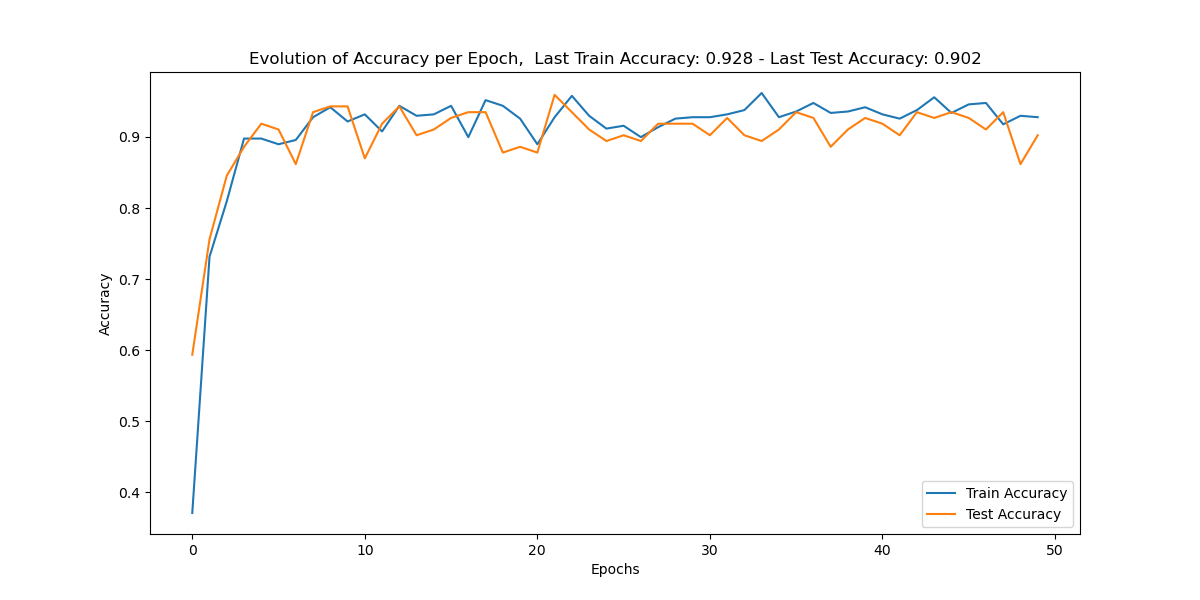 Evolution of Accuracy per Epoch,  Last Train Accuracy: 0.928 - Last Test Accuracy: 0.902
Accuracy
0.9
0.8
0.7
0.6
0.5
0.4
Train Accuracy
Test Accuracy
0 10 20 30 40 50
Epochs